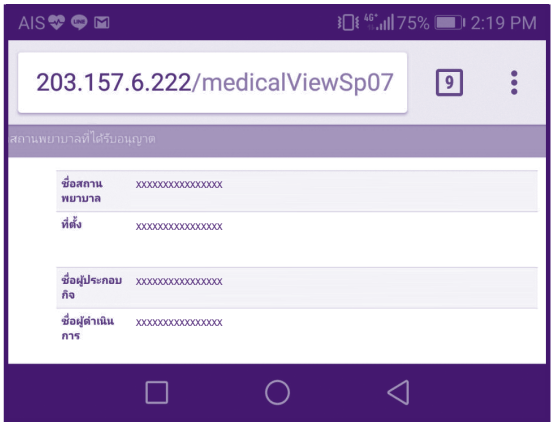 AIS LINE 4G+ 75% 2:19 PM
203.157.6.222/medicalViewSp07 9
สถานพยาบาลที่ได้รับอนุญาต
ชื่อสถาน xxxxxxxxxxxxxxxx
พยาบาล
ที่ตั้ง xxxxxxxxxxxxxxxx
ชื่อผู้ประกอบ xxxxxxxxxxxxxxxx
กิจ
ชื่อผู้ดำเนิน xxxxxxxxxxxxxxxx
การ